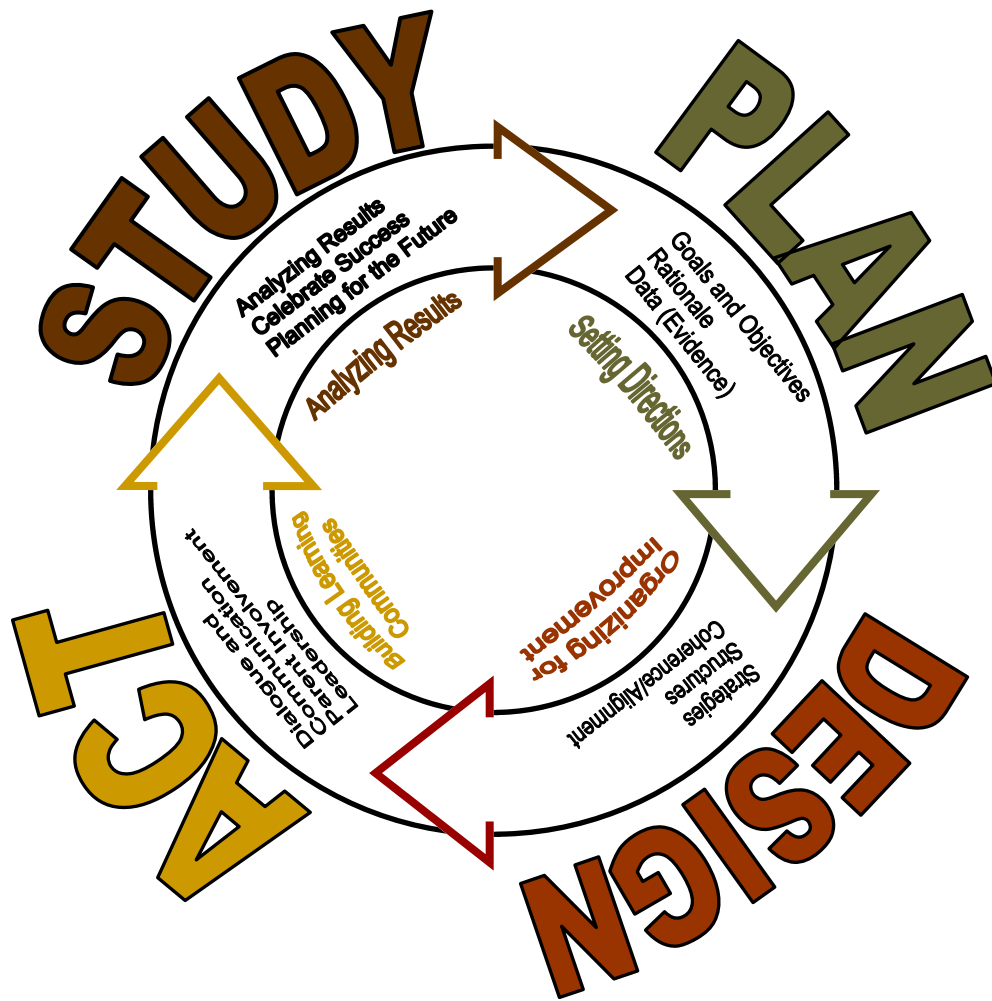 STUDY
Analyzing Results
Celebrate Success
Planning for the Future
Analyzing Results
PLAN
Goals and Objectives
Rationale
Data (Evidence)
Setting Directions
DESIGN
Strategies
Structures
Coherence/Alignment
Organizing for
Improvement
ACT
Dialogue and
Communication
Parent Involvement
Leadership
Building Learning
Communities